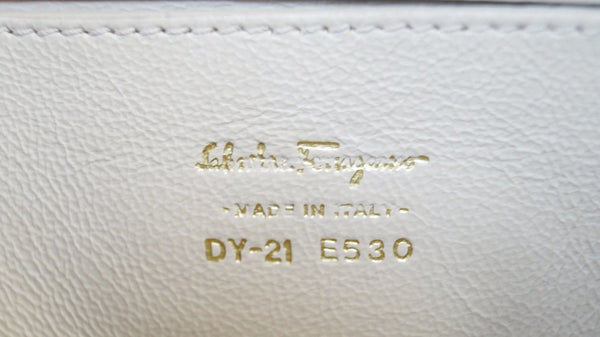 Salvatore Ferragamo
-MADE IN ITALY-
DY-21 E530